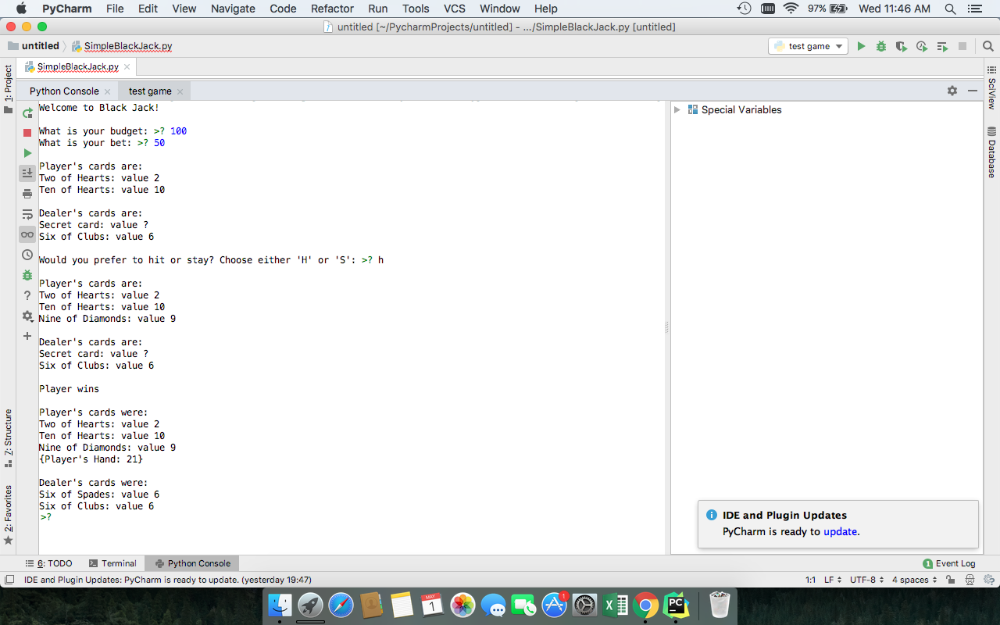 PyCharm File Edit View Navigate Code Refactor Run Tools VCS Window Help 97% Wed 11:46 AM
untitled [~/PycharmProjects/untitled] - .../SimpleBlackJack.py [untitled]
untitled SimpleBlackJack.py test game
SimpleBlackJack.py
1: Project
Python Console test game
SciView
Database
Welcome to Black Jack!
What is your budget: >? 100
What is your bet: >? 50
Player's cards are:
Two of Hearts: value 2
Ten of Hearts: value 10
Dealer's cards are:
Secret card: value ?
Six of Clubs: value 6
Would you prefer to hit or stay? Choose either 'H' or 'S': >? h
Player's cards are:
Two of Hearts: value 2
Ten of Hearts: value 10
Nine of Diamonds: value 9
Dealer's cards are:
Secret card: value ?
Six of Clubs: value 6
Player wins
Player's cards were:
Two of Hearts: value 2
Ten of Hearts: value 10
Nine of Diamonds: value 9
{Player's Hand: 21}
Dealer's cards were:
Six of Spades: value 6
Six of Clubs: value 6
>?
Special Variables
Z: Structure
2: Favorites
IDE and Plugin Updates
PyCharm is ready to update.
6: TODO Terminal Python Console 1 Event Log
IDE and Plugin Updates: PyCharm is ready to update. (yesterday 19:47) 1:1 LF UTF-8 4 spaces
MAY
1
1
PC